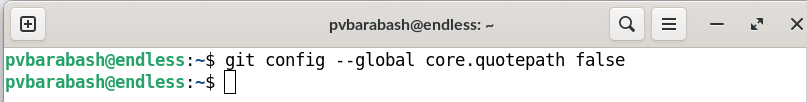 pvbarabash@endless: ~
pvbarabash@endless:~$ git config --global core.quotepath false
pvbarabash@endless:~$